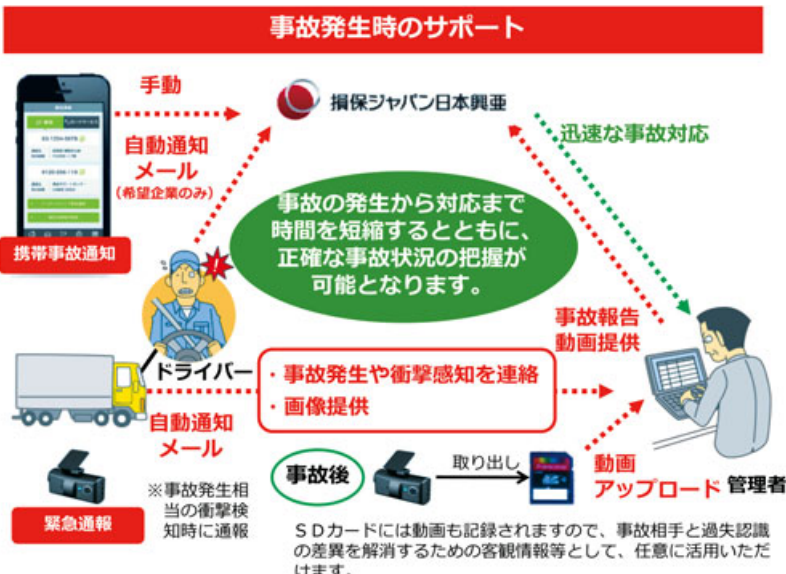 事故発生時のサポート
手動
損保ジャパン日本興亜
迅速な事故対応
自動通知
メール
(希望企業のみ)
事故の発生から対応まで
時間を短縮するとともに、
正確な事故状況の把握が
可能となります。
携帯事故通知
事故報告
動画提供
ドライバー
・事故発生や衝撃感知を連絡
・画像提供
自動通知
メール
事故後
取り出し
動画
アップロード
管理者
※事故発生相
当の衝撃検
知時に通報
緊急通報
SDカードには動画も記録されますので、事故相手と過失認識
の差異を解消するための客観情報等として、任意に活用いただ
けます。